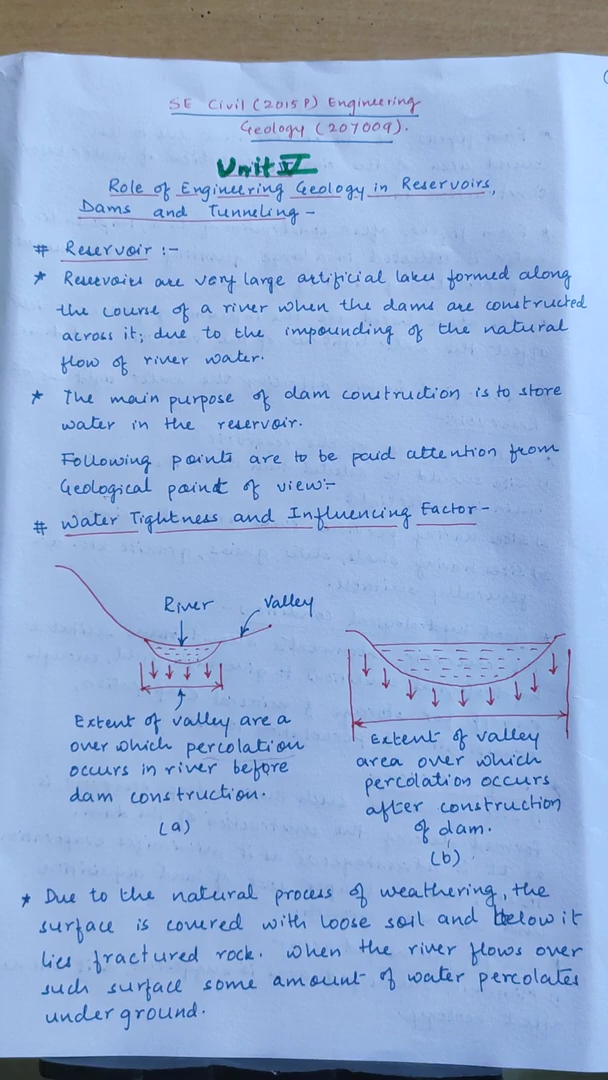 SE Civil (2015P) Engineering
Geology (207009).
Unit V
Role of Engineering Geology in Reservoirs,
Dams and Tunneling -
# Reservoir :-
* Reservoirs are very large artificial lakes formed along
the course of a river when the dams are constructed
across it; due to the impounding of the natural
flow of river water.
* The main purpose of dam construction is to store
water in the reservoir.
Following points are to be paid attention from
Geological point of view:-
# Water Tightness and Influencing Factor -
River
Valley
Extent of valley are a
over which percolation
occurs in river before
dam construction.
(a)
Extent of valley
area over which
percolation occurs
after construction
of dam.
(b)
* Due to the natural process of weathering, the
surface is covered with loose soil and below it
lies fractured rock. When the river flows over
such surface some amount of water percolates
underground.